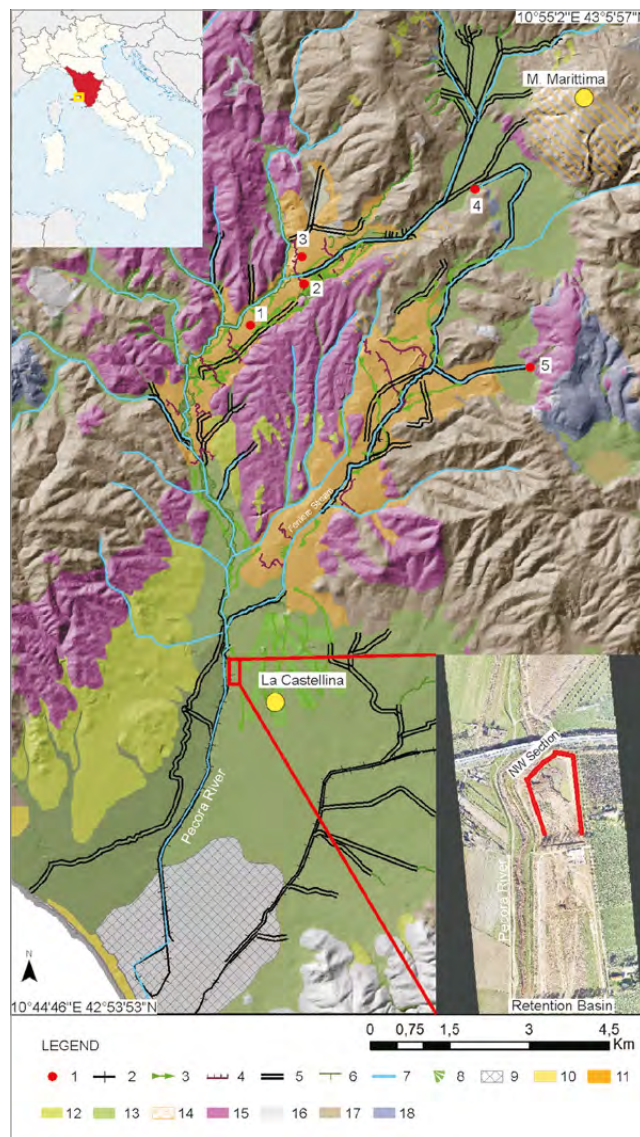 10°55'2"E 43°5'57"
M. Marittima
4
3
2
1
5
La Castellina
NW Section
Pecora River
Pecora River
Retention Basin
N
10°44'46"E 42°53'53"N
0 0,75 1,5 3 4,5
Km
LEGEND
1 2 3 4 5 6 7 8 9 10 11
12 13 14 15 16 17 18